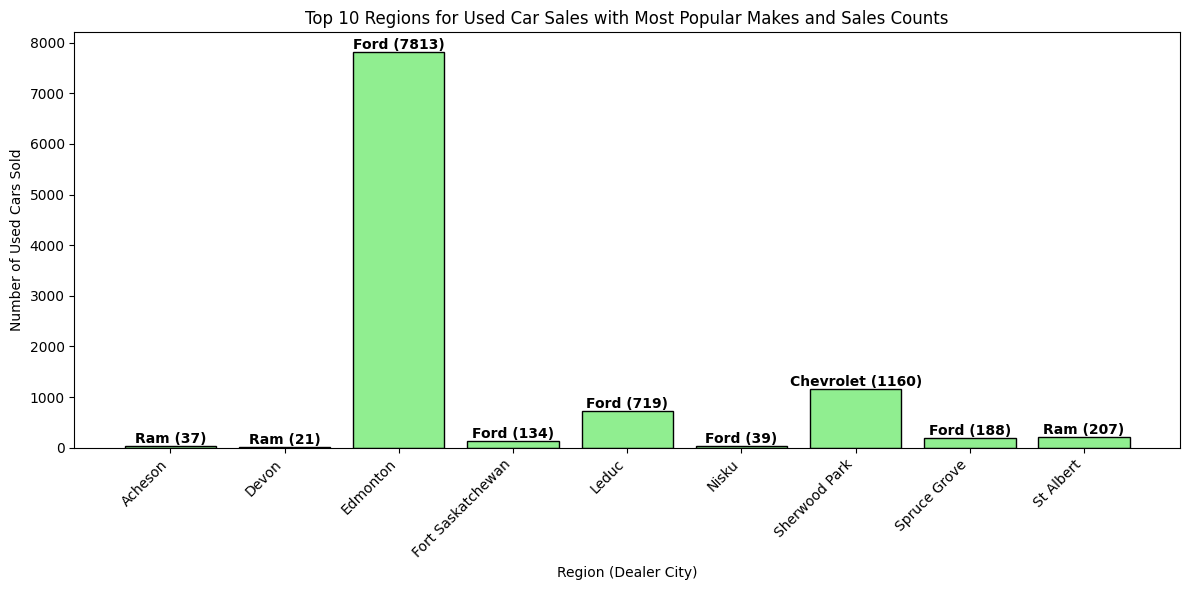 Top 10 Regions for Used Car Sales with Most Popular Makes and Sales Counts
Number of Used Cars Sold
8000
7000
6000
5000
4000
3000
2000
1000
0
Ram (37)
Ram (21)
Ford (7813)
Ford (134)
Ford (719)
Ford (39)
Chevrolet (1160)
Ford (188)
Ram (207)
Acheson
Devon
Edmonton
Fort Saskatchewan
Leduc
Nisku
Sherwood Park
Spruce Grove
St Albert
Region (Dealer City)